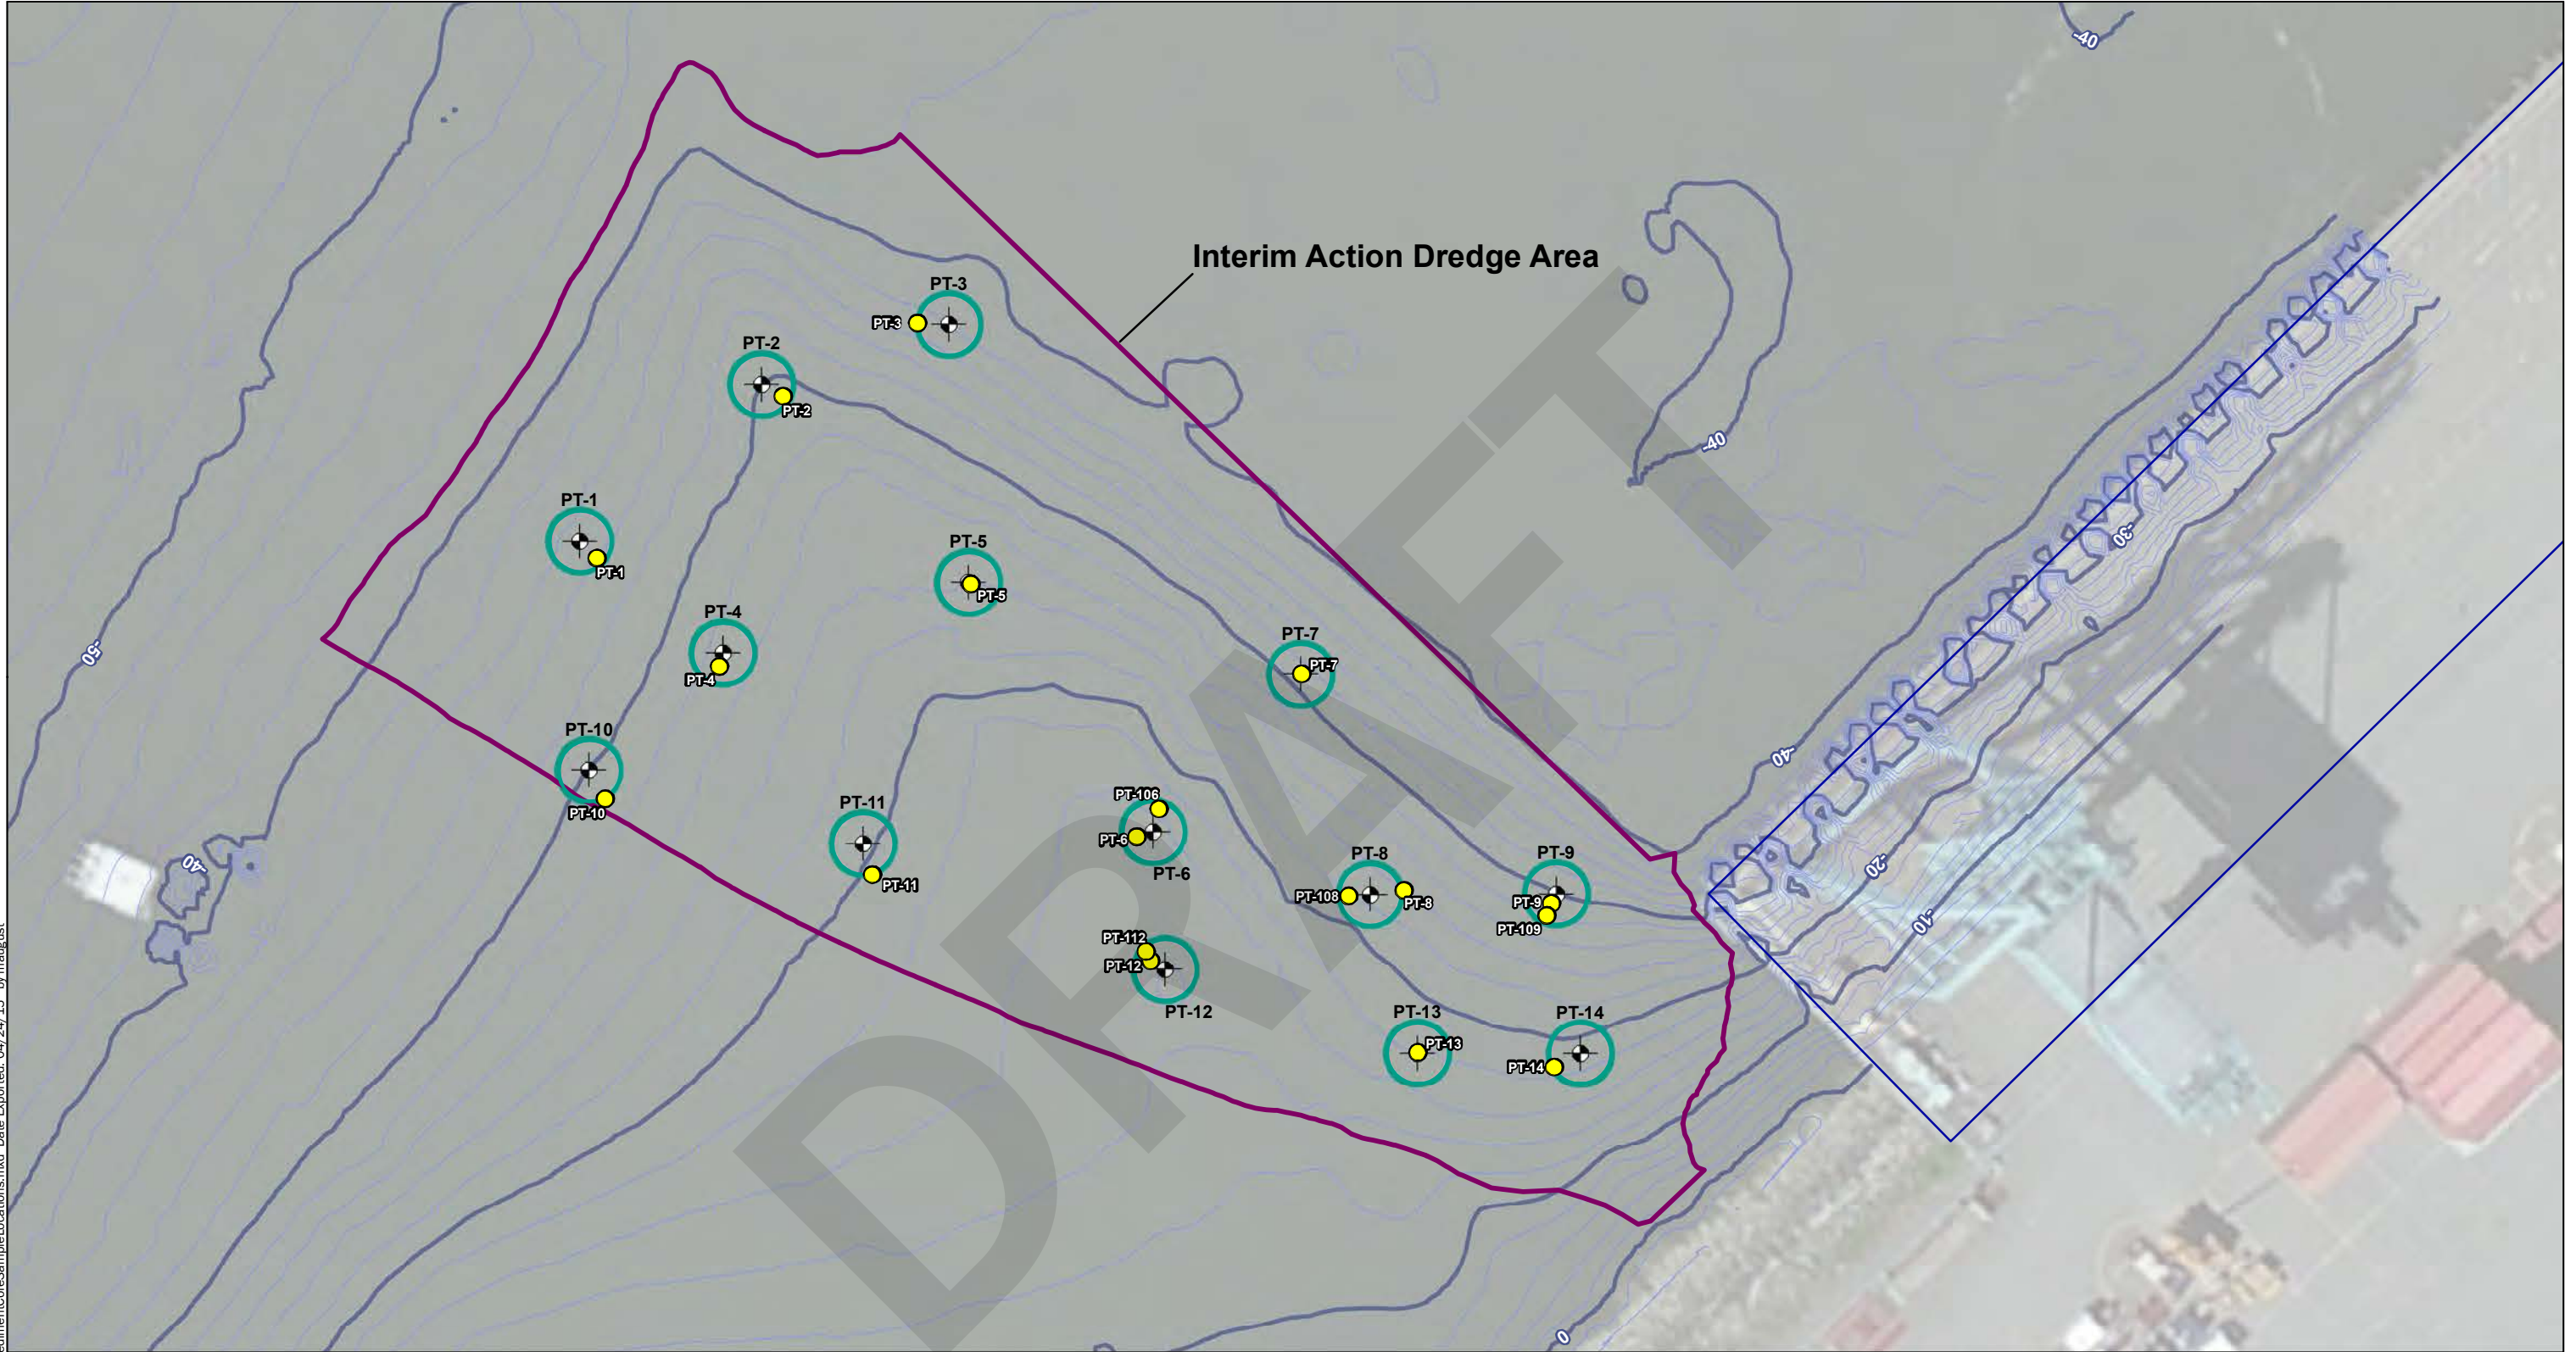 -40
Interim Action Dredge Area
PT-3
PT-3
PT-2
PT-2
-40
PT-1
PT-1
PT-5
PT-5
-30
PT-4
PT-4
PT-7
PT-7
-50
PT-10
PT-10
-40
PT-11
PT-11
PT-106
PT-6
PT-6
PT-8
PT-108
PT-8
PT-9
PT-9
PT-109
-20
-10
40
PT-112
PT-12
PT-12
PT-13
PT-13
PT-14
PT-14
0
DRAFT